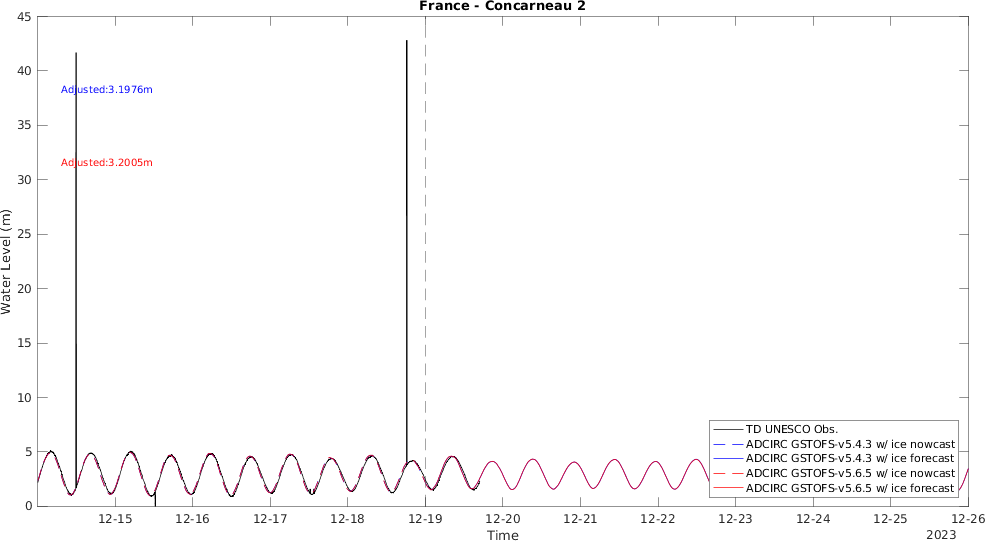 France - Concarneau 2
45
40
35
30
25
20
15
10
5
0
Water Level (m)
Adjusted:3.1976m
Adjusted:3.2005m
TD UNESCO Obs.
ADCIRC GSTOFS-v5.4.3 w/ ice nowcast
ADCIRC GSTOFS-v5.4.3 w/ ice forecast
ADCIRC GSTOFS-v5.6.5 w/ ice nowcast
ADCIRC GSTOFS-v5.6.5 w/ ice forecast
12-15 12-16 12-17 12-18 12-19 12-20 12-21 12-22 12-23 12-24 12-25 12-26
Time
2023